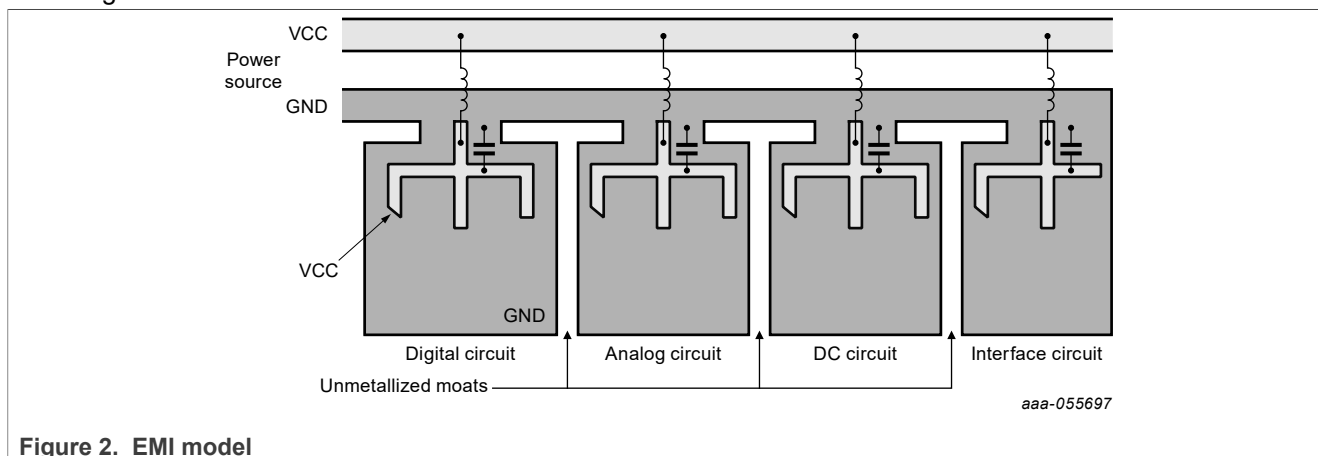 VCC
Power
source
GND
VCC
GND
Digital circuit
Analog circuit
DC circuit
Interface circuit
Unmetallized moats
aaa-055697
Figure 2. EMI model